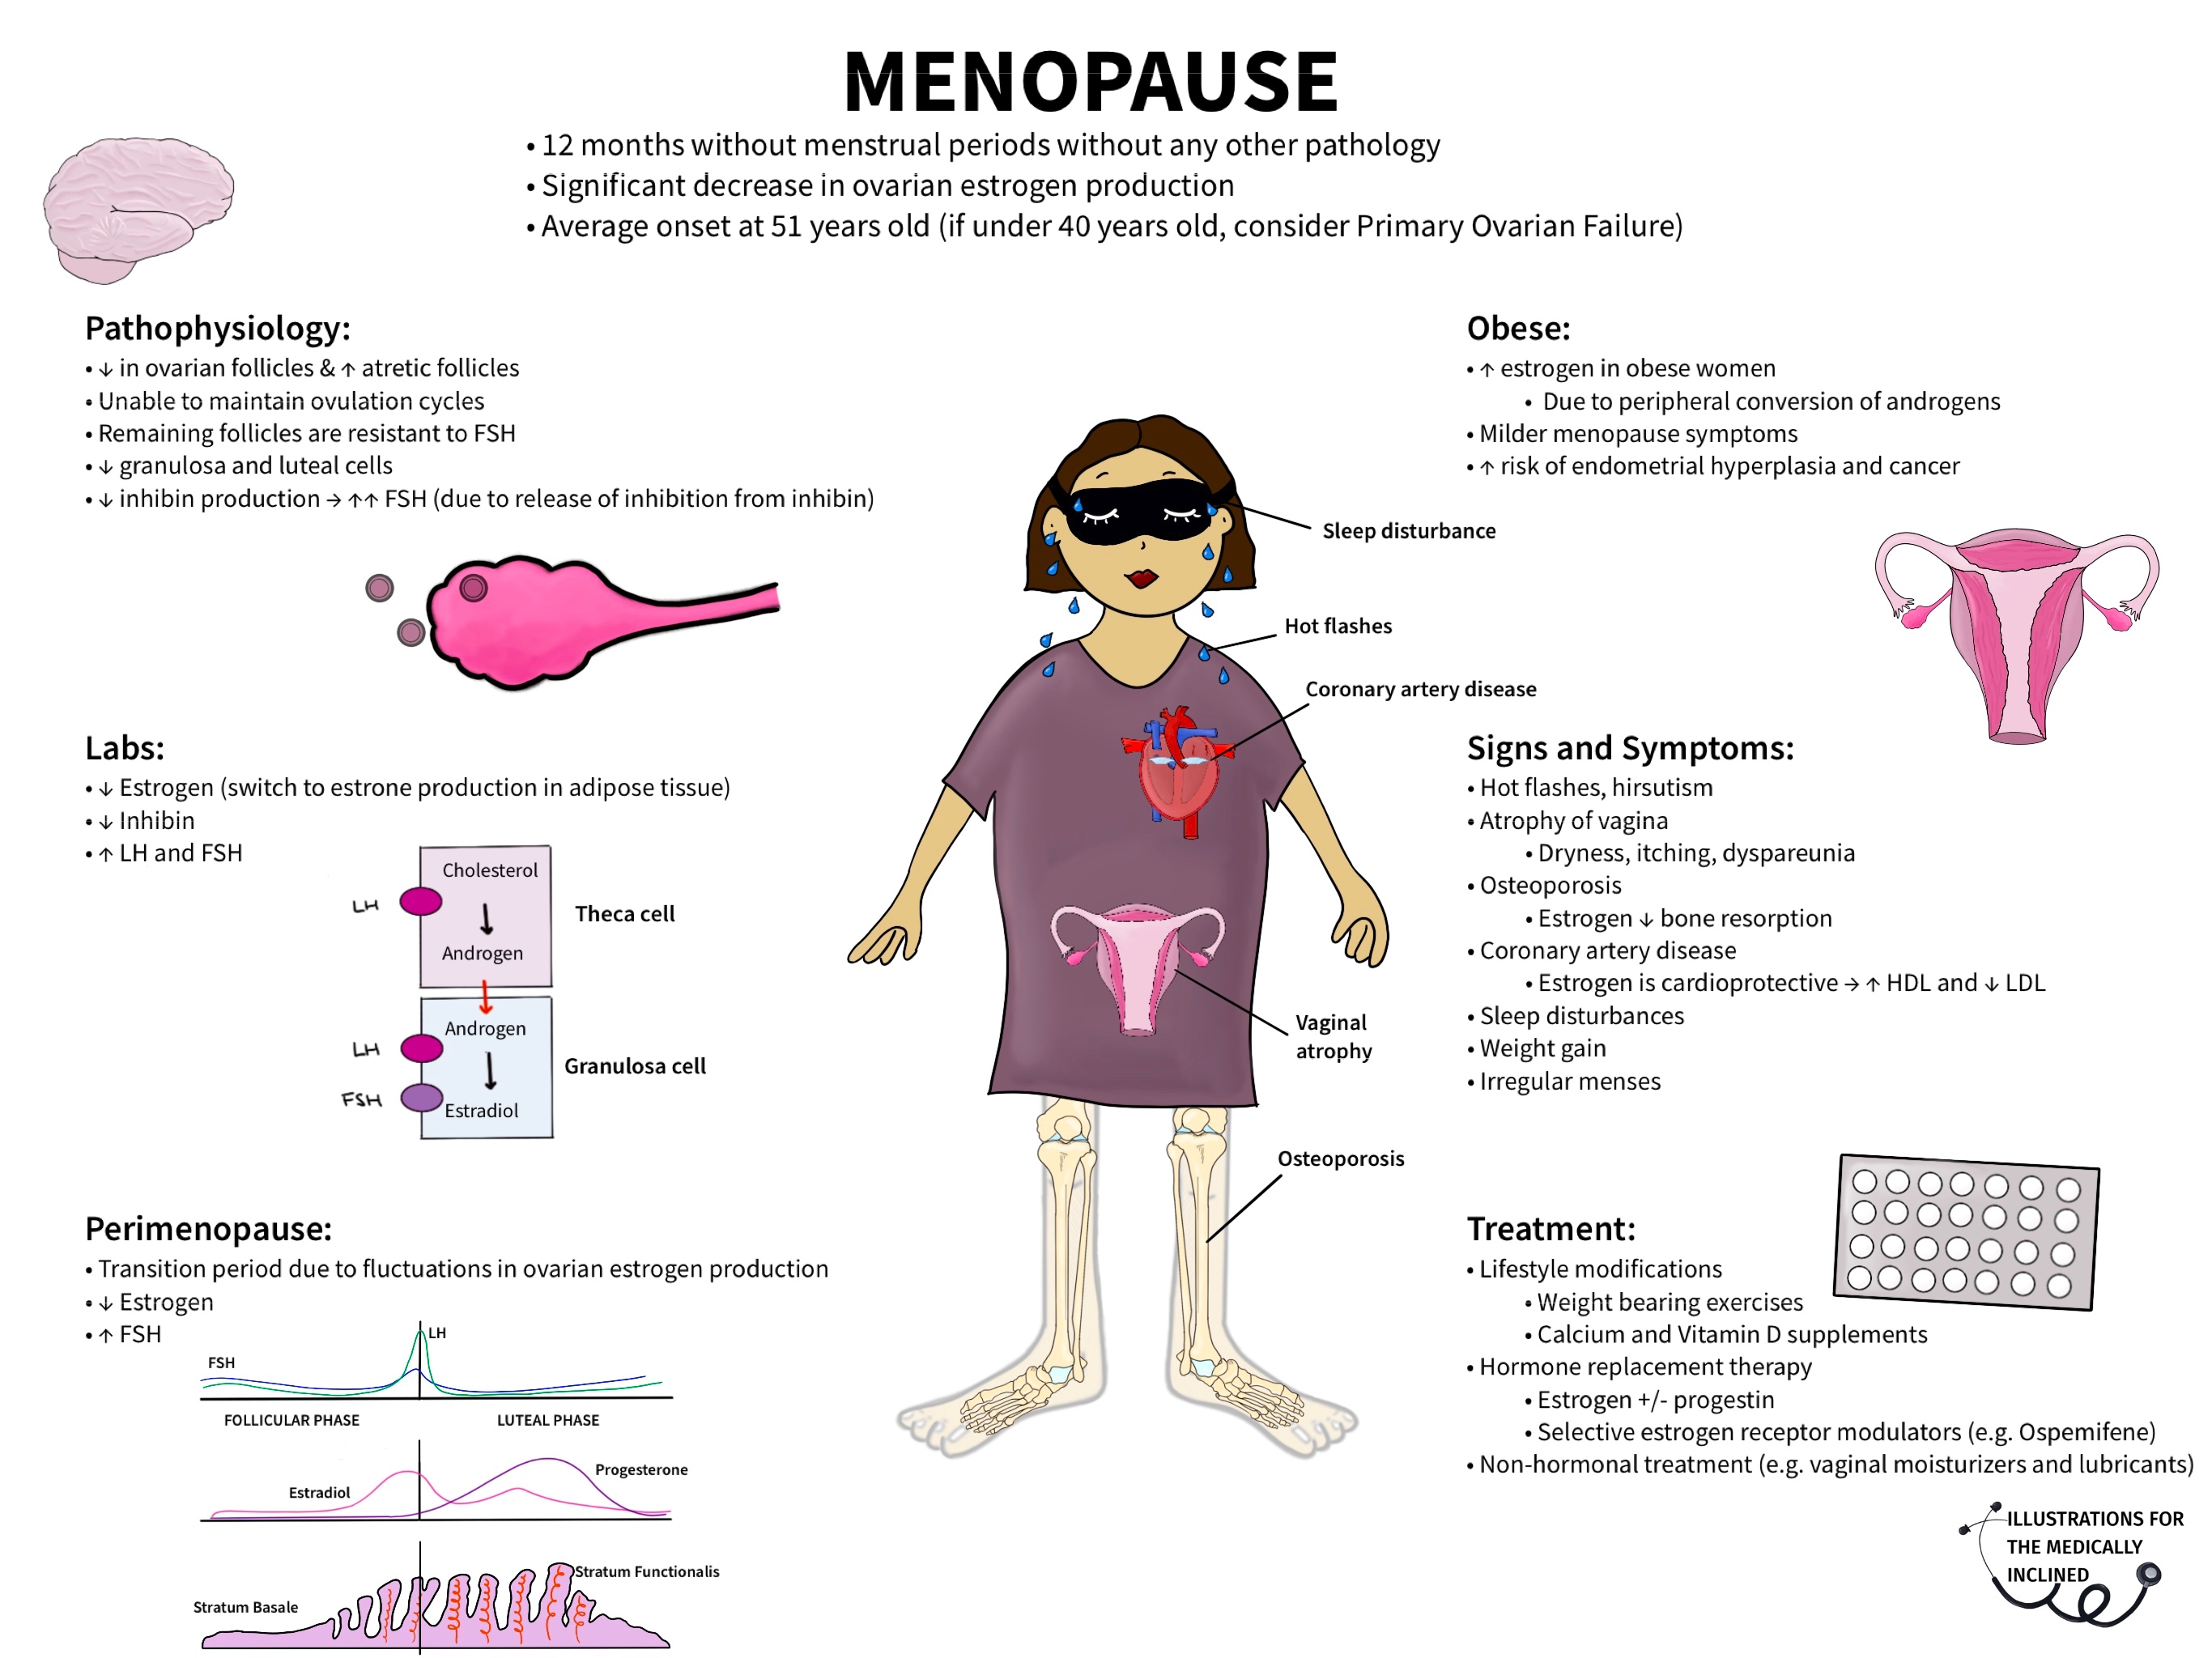 MENOPAUSE
• 12 months without menstrual periods without any other pathology
• Significant decrease in ovarian estrogen production
• Average onset at 51 years old (if under 40 years old, consider Primary Ovarian Failure)
Pathophysiology:
• ↓ in ovarian follicles & ↑ atretic follicles
• Unable to maintain ovulation cycles
• Remaining follicles are resistant to FSH
• ↓ granulosa and luteal cells
• ↓ inhibin production → ↑↑ FSH (due to release of inhibition from inhibin)
Labs:
• ↓ Estrogen (switch to estrone production in adipose tissue)
• ↓ Inhibin
• ↑ LH and FSH
Cholesterol
LH
Theca cell
Androgen
Androgen
LH
Granulosa cell
FSH
Estradiol
Perimenopause:
• Transition period due to fluctuations in ovarian estrogen production
• ↓ Estrogen
• ↑ FSH
LH
FSH
FOLLICULAR PHASE
LUTEAL PHASE
Progesterone
Estradiol
Stratum Functionalis
Stratum Basale
Sleep disturbance
Hot flashes
Coronary artery disease
Vaginal
atrophy
Osteoporosis
Obese:
• ↑ estrogen in obese women
• Due to peripheral conversion of androgens
• Milder menopause symptoms
• ↑ risk of endometrial hyperplasia and cancer
Signs and Symptoms:
• Hot flashes, hirsutism
• Atrophy of vagina
• Dryness, itching, dyspareunia
• Osteoporosis
• Estrogen ↓ bone resorption
• Coronary artery disease
• Estrogen is cardioprotective → ↑ HDL and ↓ LDL
• Sleep disturbances
• Weight gain
• Irregular menses
Treatment:
• Lifestyle modifications
• Weight bearing exercises
• Calcium and Vitamin D supplements
• Hormone replacement therapy
• Estrogen +/- progestin
• Selective estrogen receptor modulators (e.g. Ospemifene)
• Non-hormonal treatment (e.g. vaginal moisturizers and lubricants)
ILLUSTRATIONS FOR
THE MEDICALLY
INCLINED